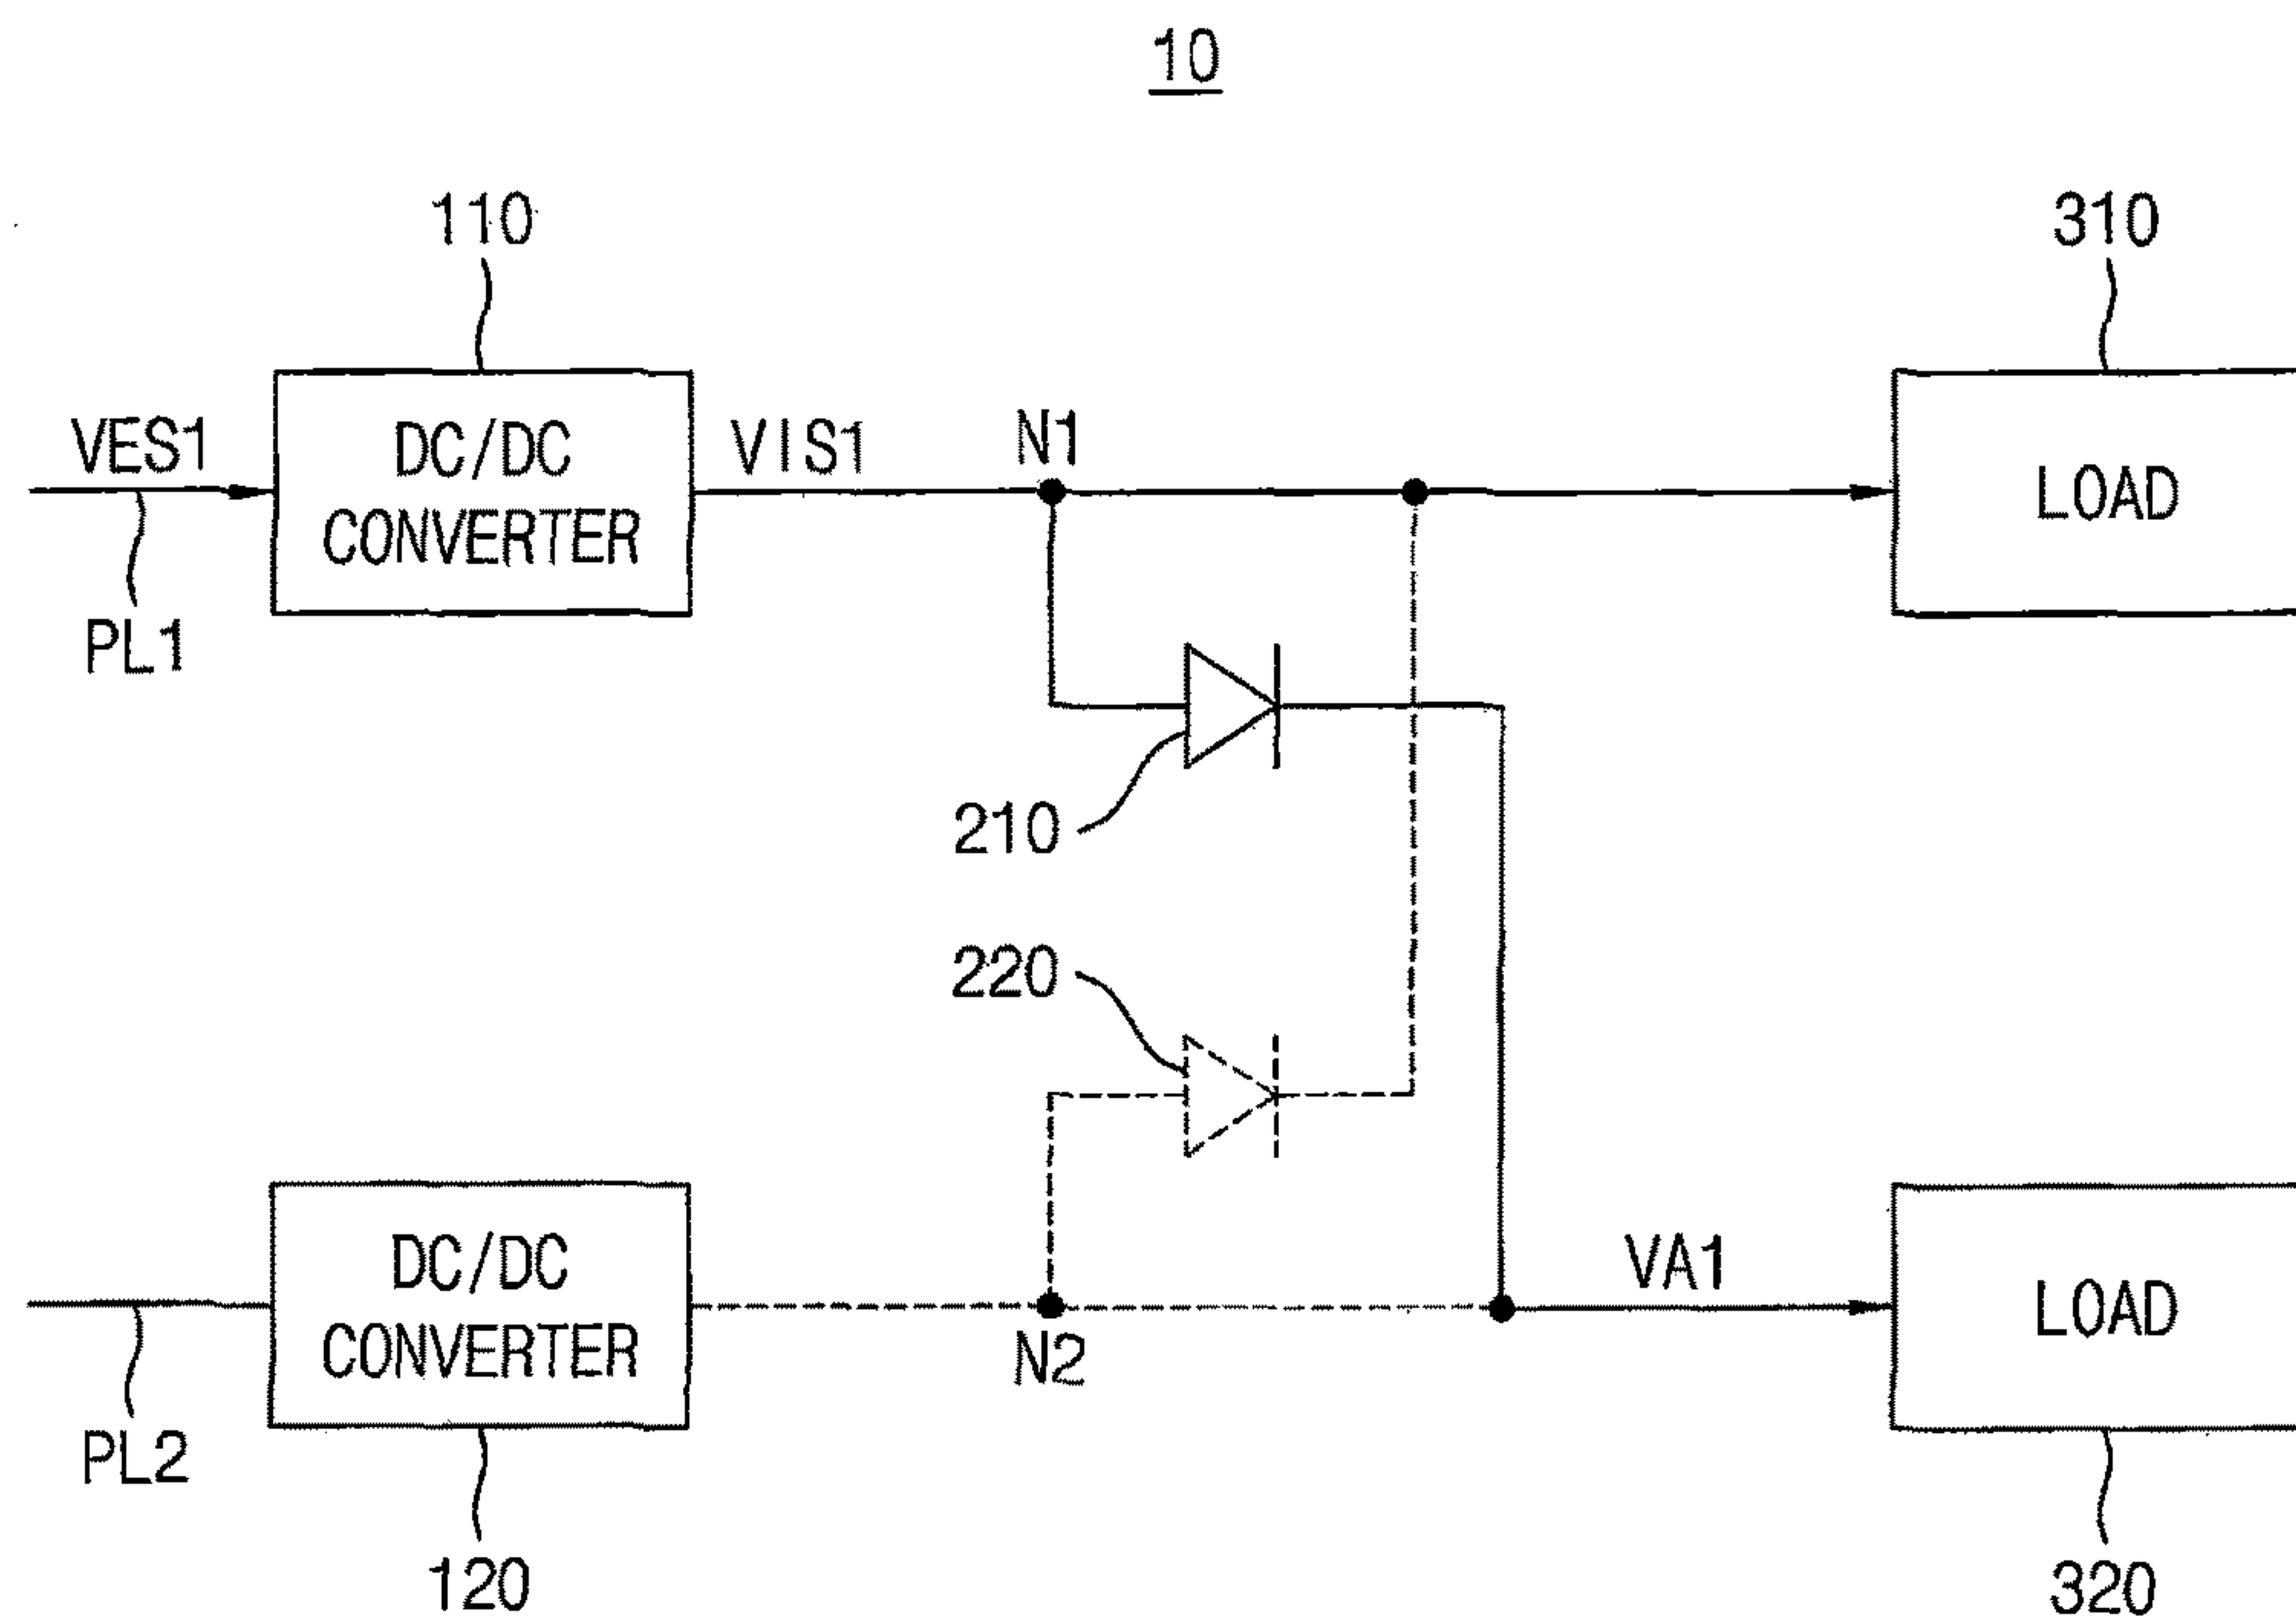 10
110
310
VES1
DC/DC
CONVERTER
VIS1
N1
LOAD
PL1
210
220
DC/DC
CONVERTER
VA1
LOAD
N2
PL2
120
320